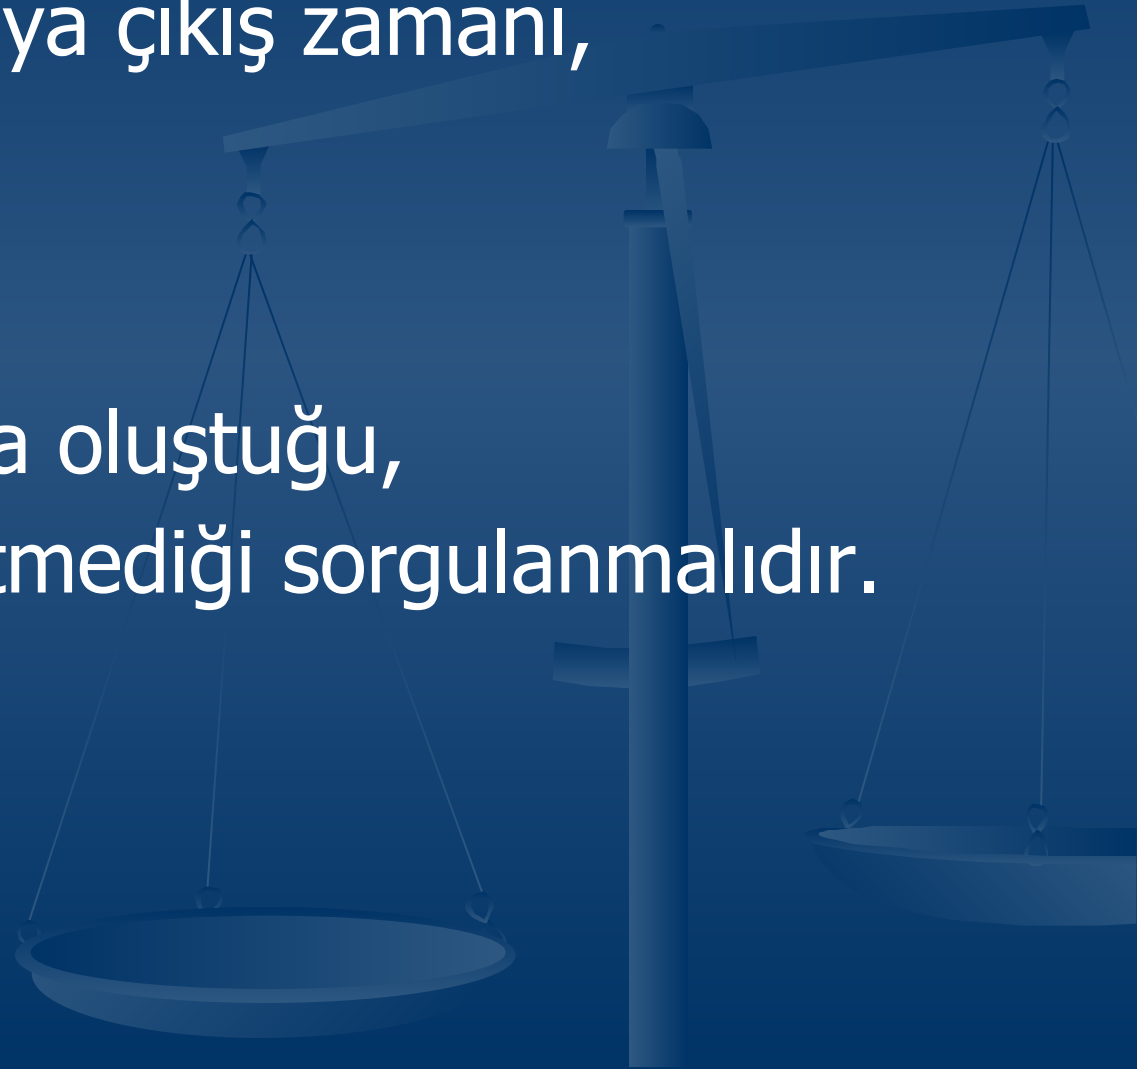 ya çıkış zamanı,
a oluştuğu,
tmediği sorgulanmalıdır.